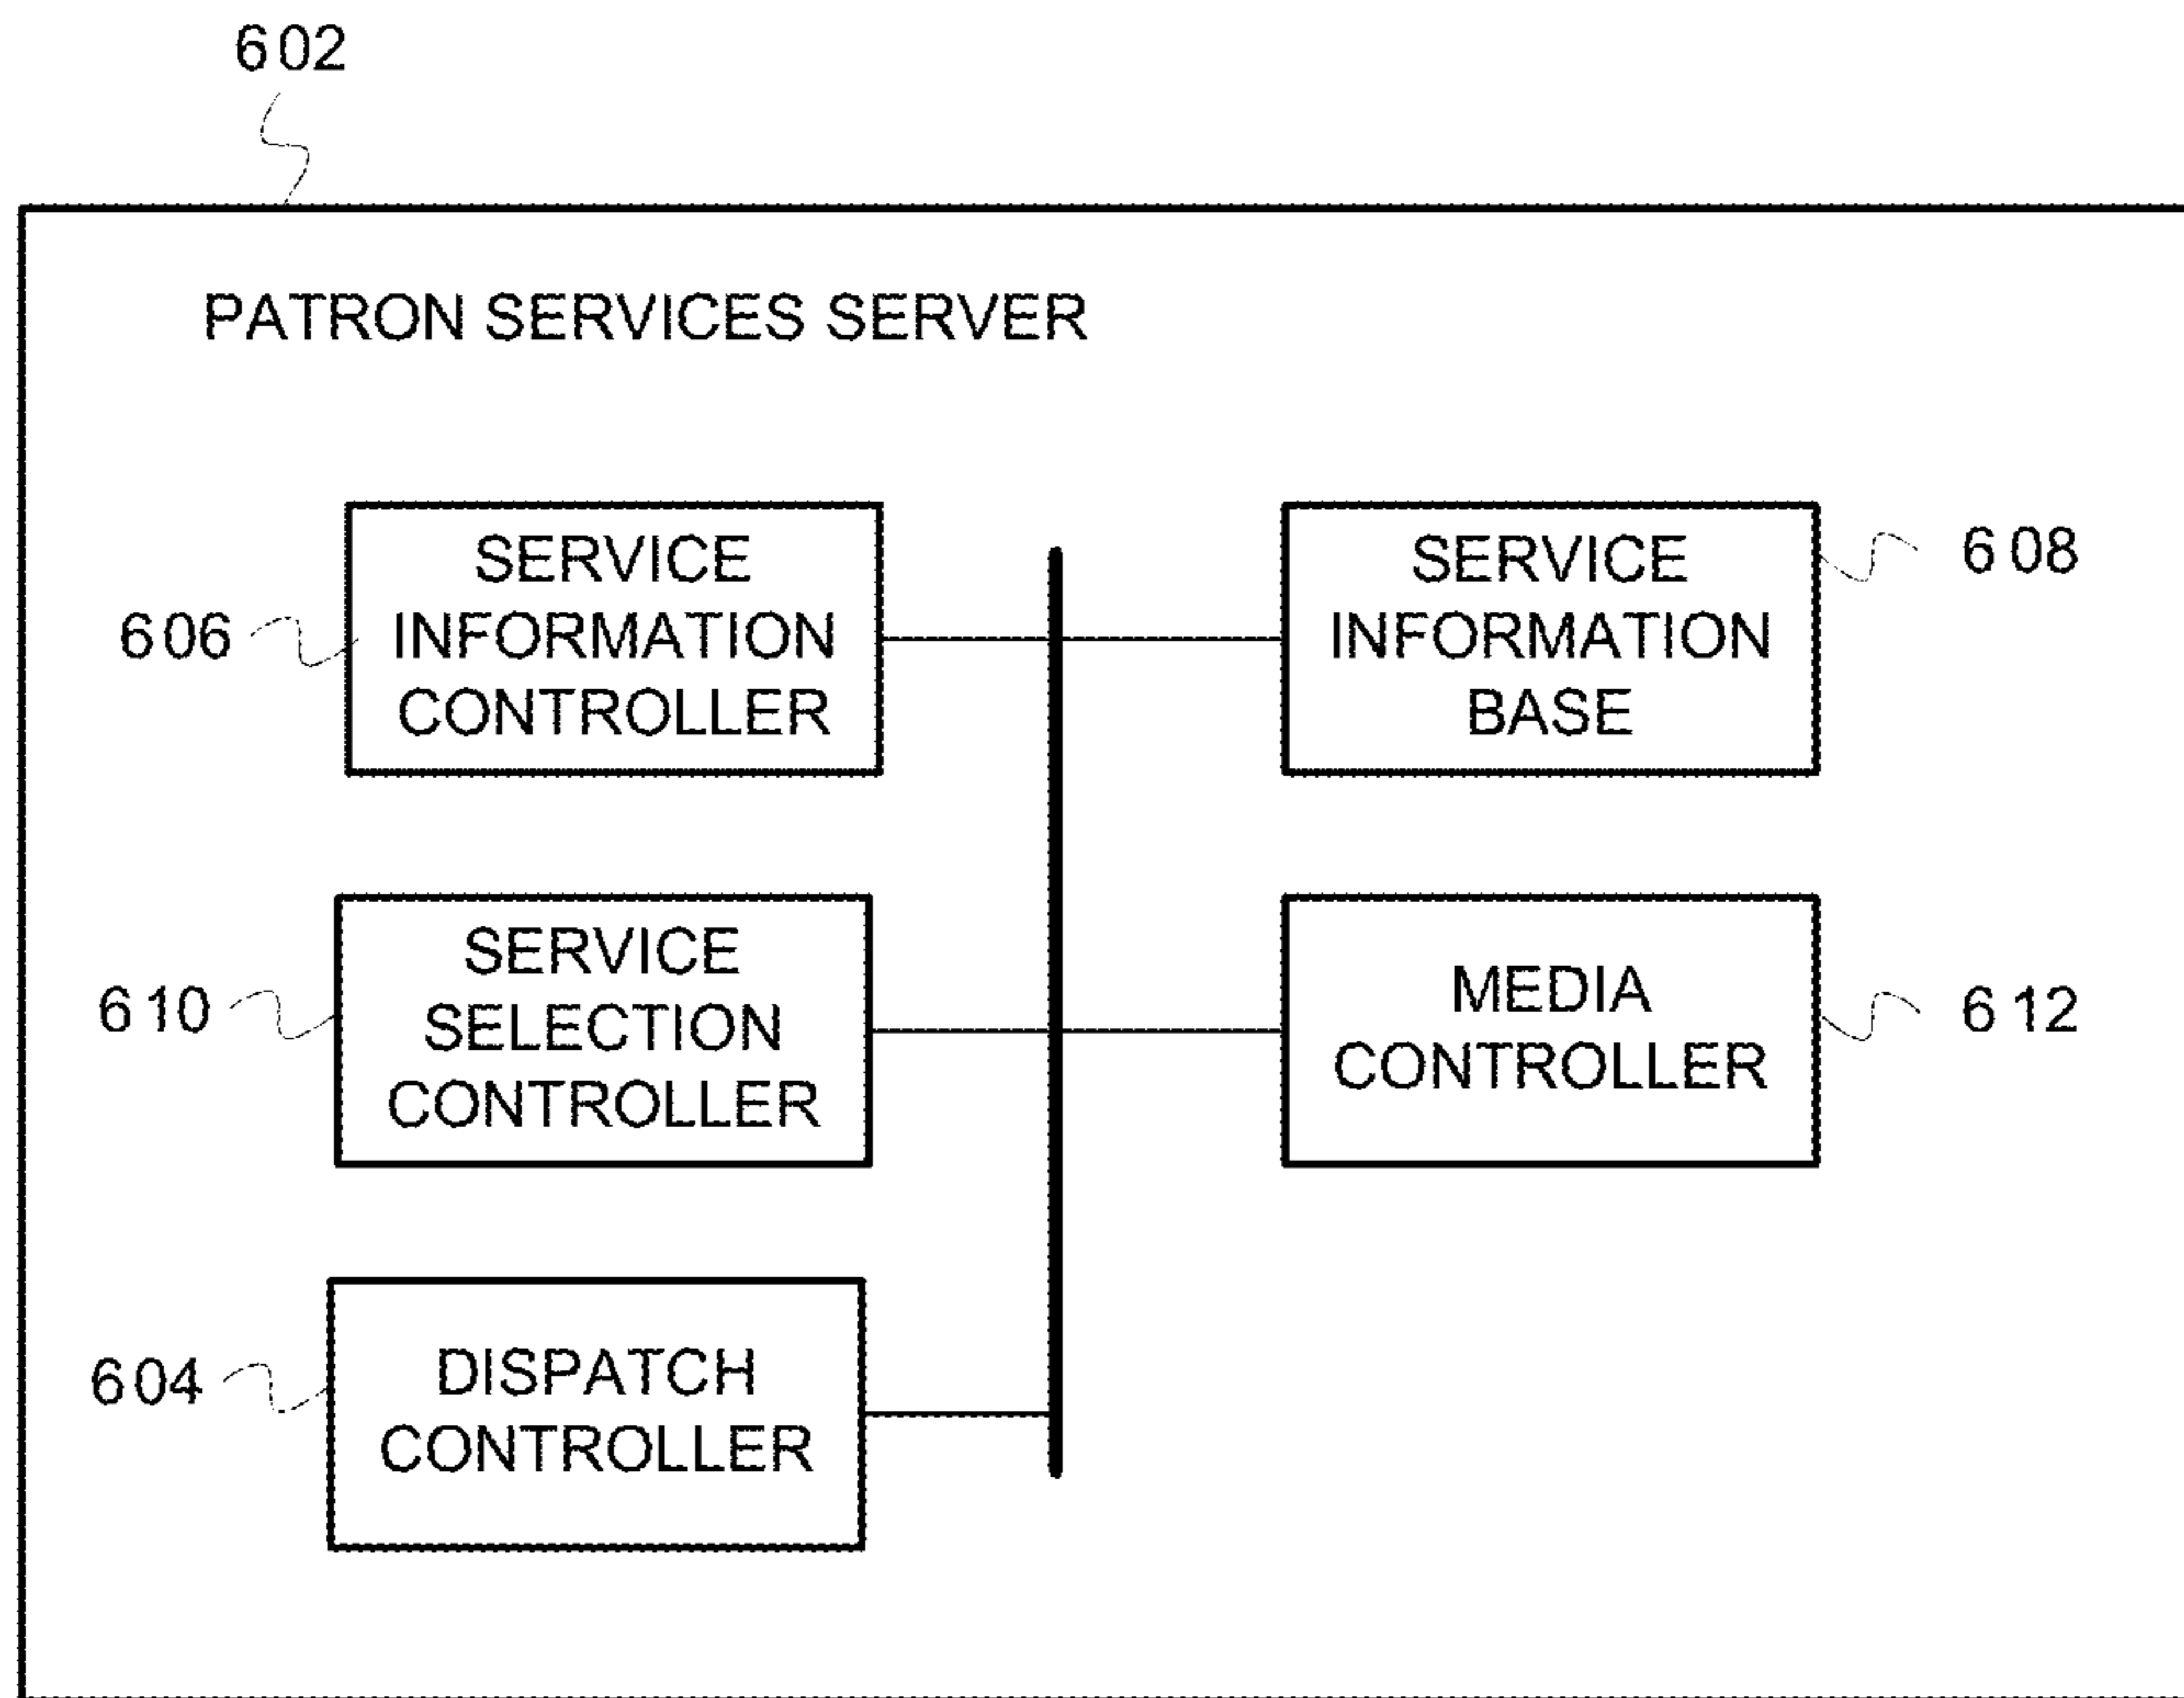 602
PATRON SERVICES SERVER
606
SERVICE
INFORMATION
CONTROLLER
SERVICE
INFORMATION
BASE
608
610
SERVICE
SELECTION
CONTROLLER
MEDIA
CONTROLLER
612
604
DISPATCH
CONTROLLER